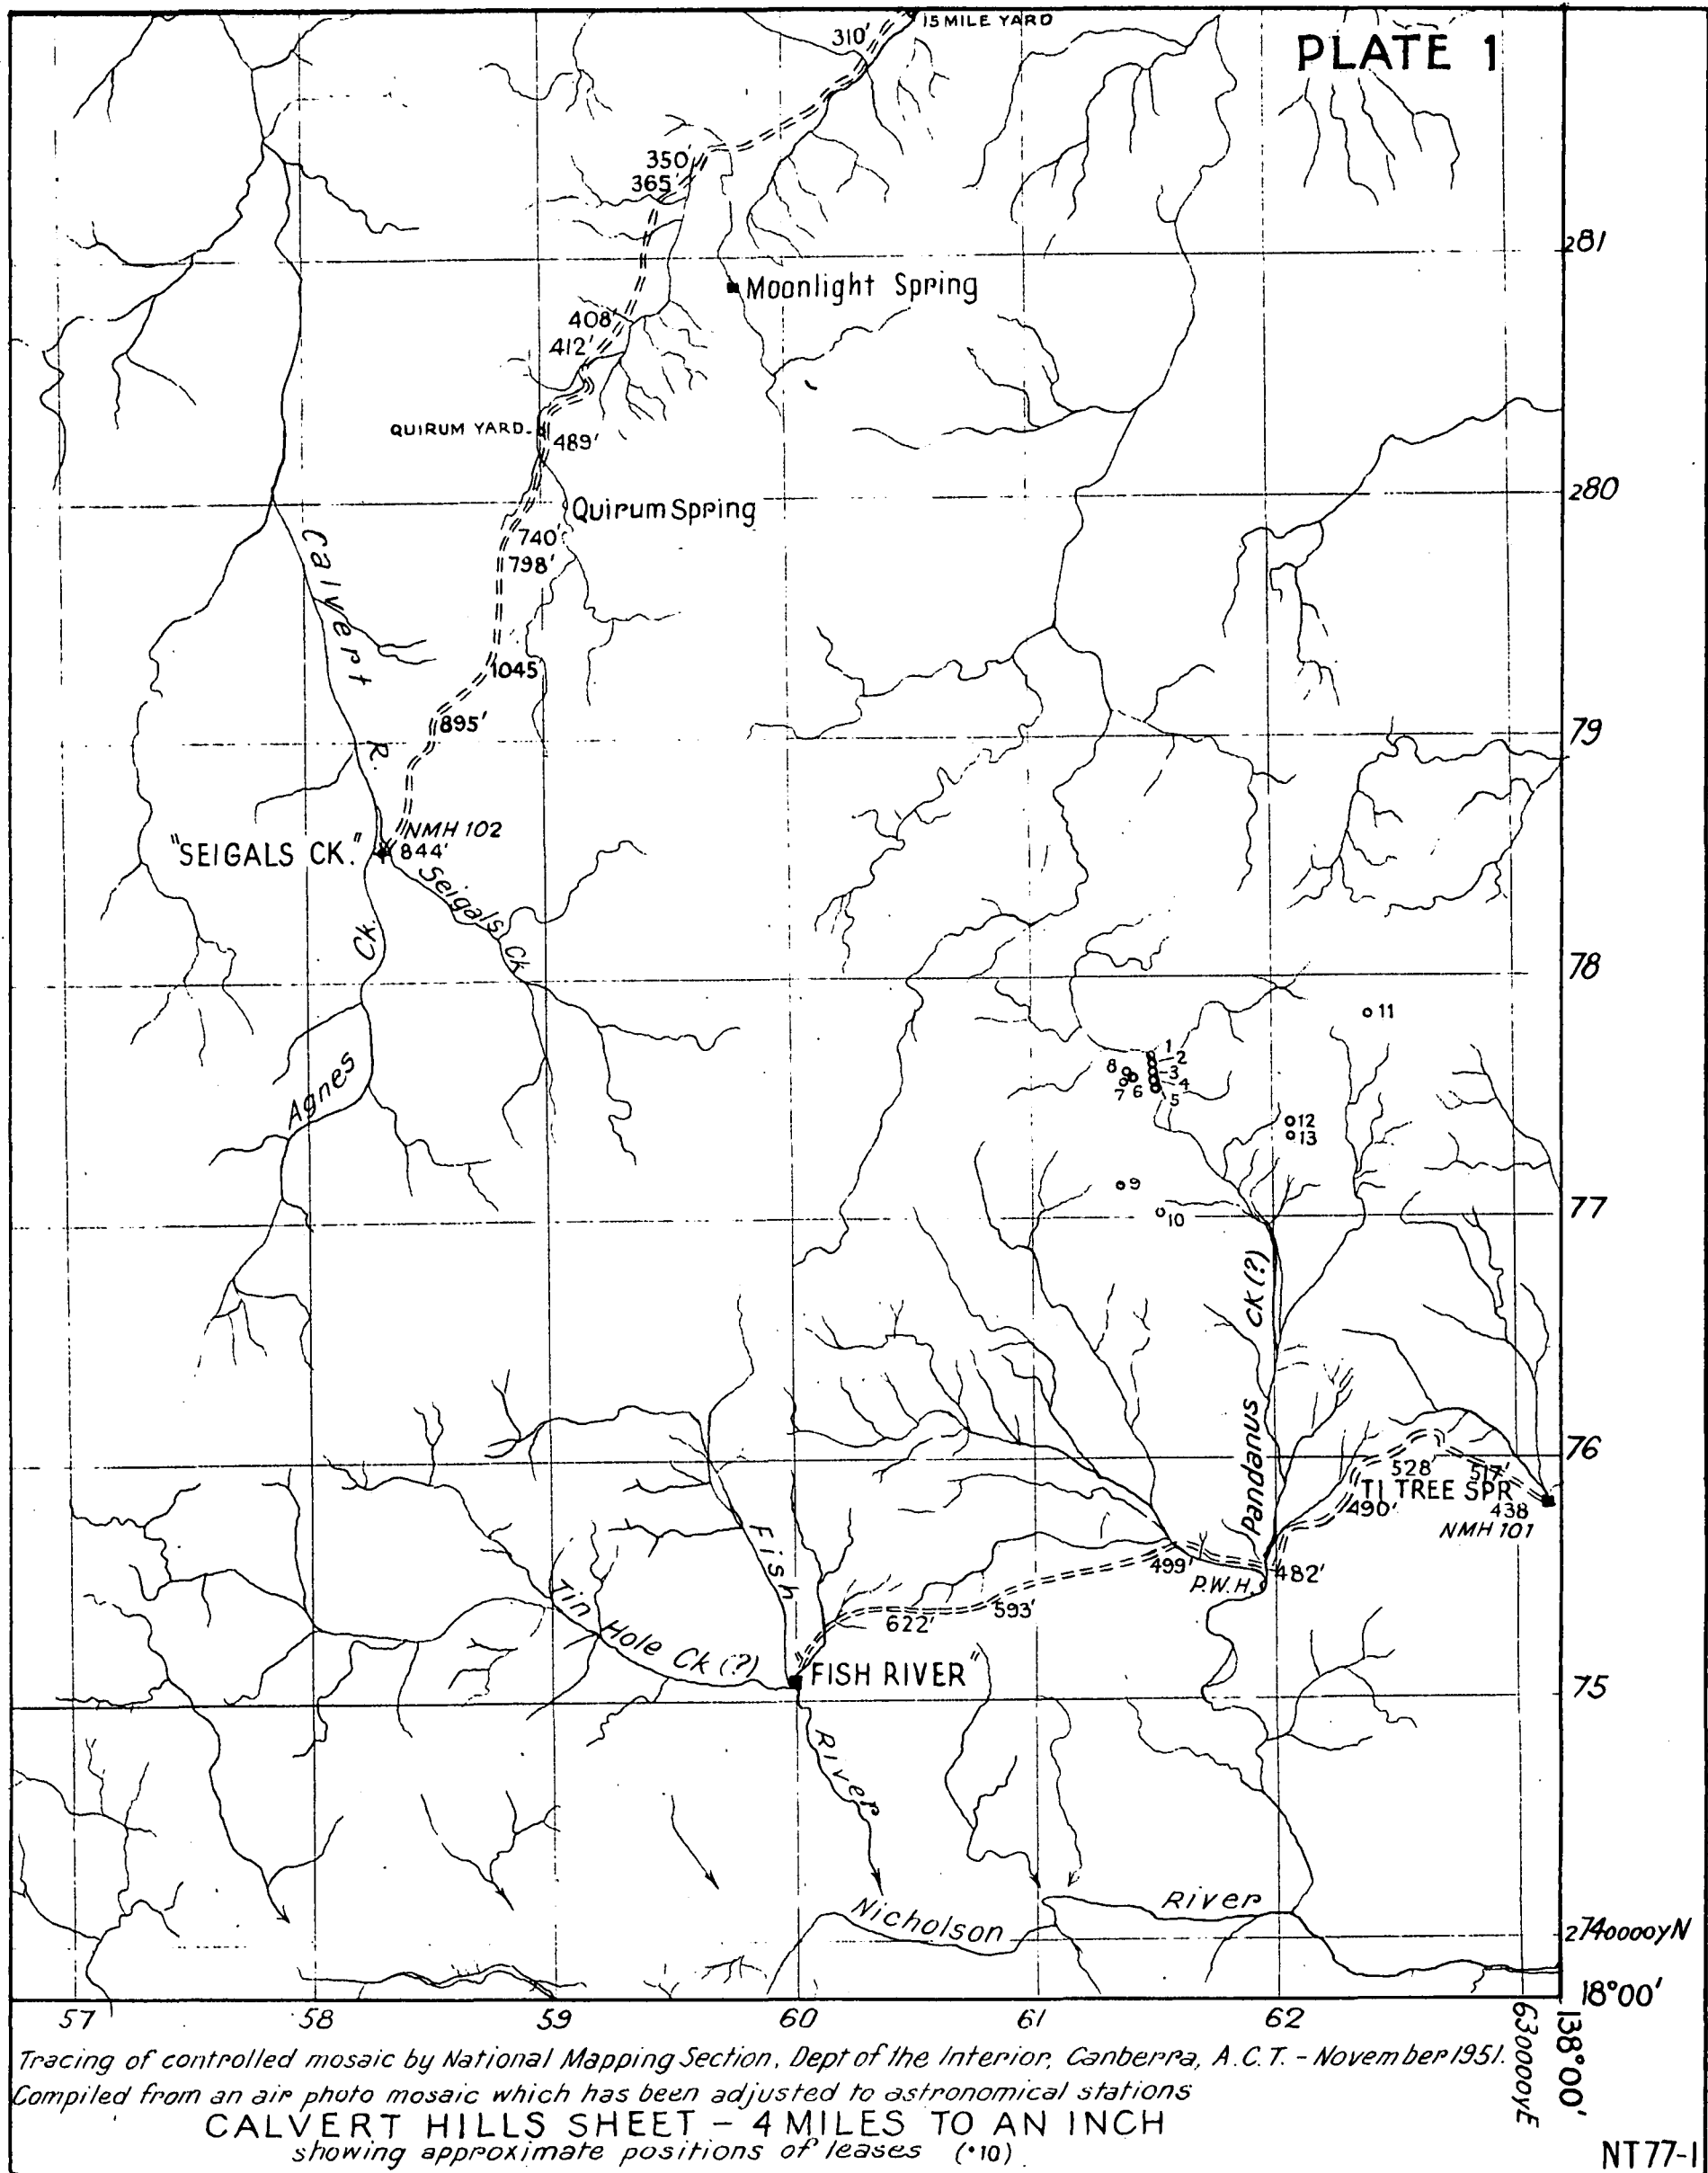 15 MILE YARD
310'
PLATE 1
350'
365'
281
Moonlight Spring
408'
412'
QUIRUM YARD.
489'
280
Quirum Spring
740'
798'
Calvert R.
1045
895'
79
NMH 102
"SEIGALS CK."
844'
Seigals Ck
Ck.
78
11
1
2
8
3
4
7
6
5
Agnes
12
13
9
77
10
CK (?)
Pandanus
76
528'
517'
TI TREE SPR
490'
438
NMH 101
Fish
499'
482'
P.W.H.
Tin Hole Ck (?)
622'
593'
FISH RIVER"
75
River
River
Nicholson
2740000yN
18°00'
57
58
59
60
61
62
630000yE
138°00'
Tracing of controlled mosaic by National Mapping Section, Dept of the Interior, Canberra, A.C.T. - November 1951.
Compiled from an air photo mosaic which has been adjusted to astronomical stations
CALVERT HILLS SHEET - 4 MILES TO AN INCH
showing approximate positions of leases (•10)
NT77-1